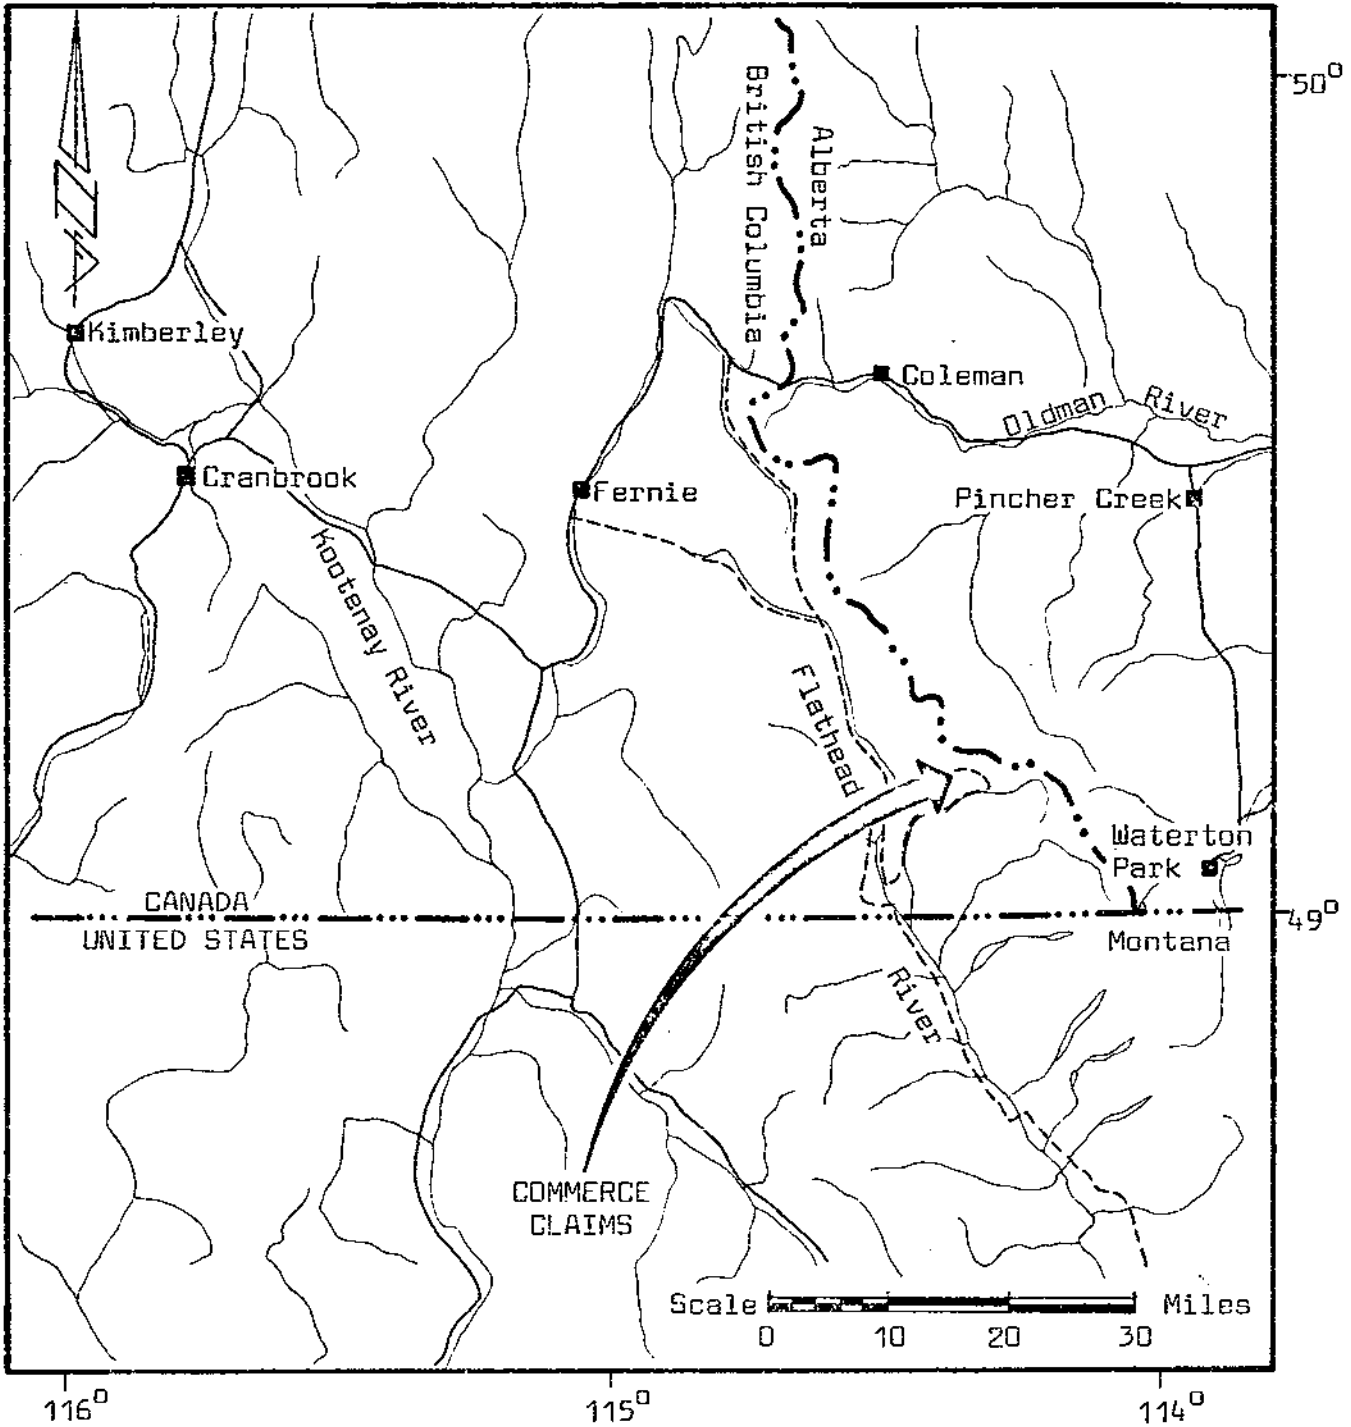 50°
British Columbia
Alberta
Kimberley
Coleman
Oldman River
Cranbrook
Fernie
Pincher Creek
Kootenay River
Flathead
Waterton
Park
CANADA
UNITED STATES
49°
Montana
River
COMMERCE
CLAIMS
Scale Miles
0 10 20 30
116° 115° 114°